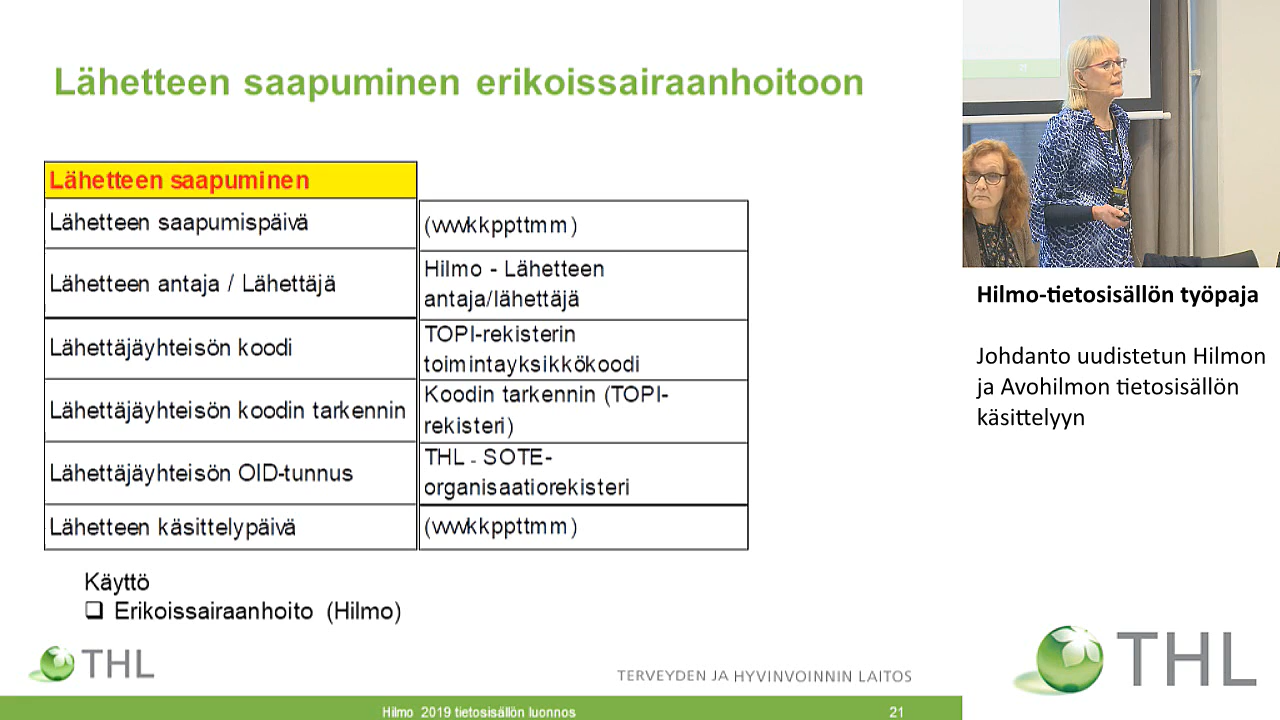 Lähetteen saapuminen erikoissairaanhoitoon
Lähetteen saapuminen
Lähetteen saapumispäivä
(vvvvkkppttmm)
Lähetteen antaja / Lähettäjä
Hilmo - Lähetteen
antaja/lähettäjä
Lähettäjäyhteisön koodi
TOPI-rekisterin
toimintayksikkökoodi
Lähettäjäyhteisön koodin tarkennin
Koodin tarkennin (TOPI-
rekisteri)
Lähettäjäyhteisön OID-tunnus
THL - SOTE-
organisaatiorekisteri
Lähetteen käsittelypäivä
(vvvvkkppttmm)
Käyttö
❑ Erikoissairaanhoito (Hilmo)
THL
TERVEYDEN JA HYVINVOINNIN LAITOS
Hilmo 2019 tietosisällön luonnos
21
21
Hilmo-tietosisällön työpaja
Johdanto uudistetun Hilmon
ja Avohilmon tietosisällön
käsittelyyn
THL